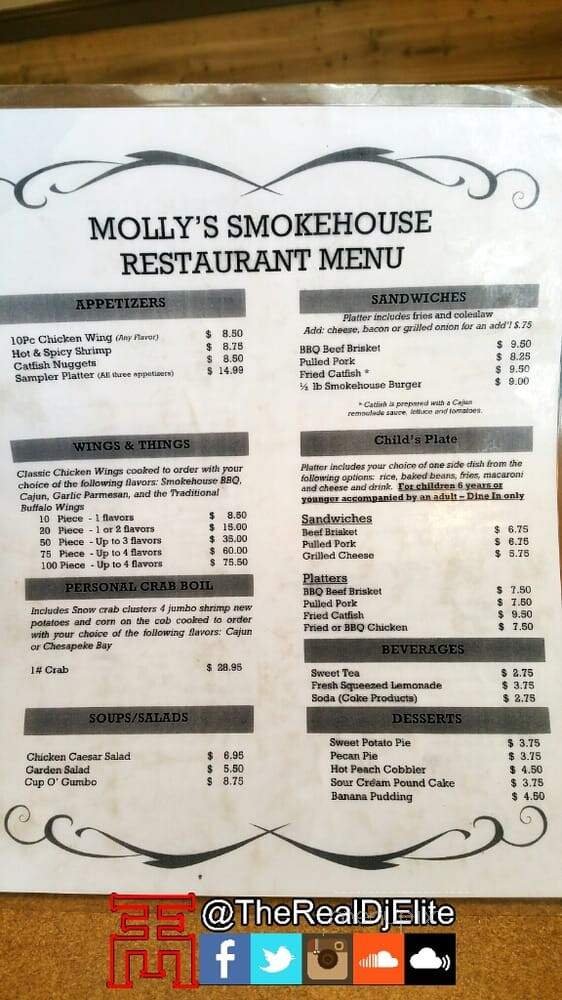 MOLLY'S SMOKEHOUSE
RESTAURANT MENU
APPETIZERS
10Pc Chicken Wing (Any Flavor) $ 8.50
Hot & Spicy Shrimp $ 8.75
Catfish Nuggets $ 8.50
Sampler Platter (All three appetizers) $ 14.99
WINGS & THINGS
Classic Chicken Wings cooked to order with your
choice of the following flavors: Smokehouse BBQ,
Cajun, Garlic Parmesan, and the Traditional
Buffalo Wings
10 Piece - 1 flavors $ 8.50
20 Piece - 1 or 2 flavors $ 15.00
50 Piece - Up to 3 flavors $ 35.00
75 Piece - Up to 4 flavors $ 60.00
100 Piece - Up to 4 flavors $ 75.50
PERSONAL CRAB BOIL
Includes Snow crab clusters 4 jumbo shrimp new
potatoes and corn on the cob cooked to order
with your choice of the following flavors: Cajun
or Chesapeke Bay
1# Crab $ 28.95
SOUPS/SALADS
Chicken Caesar Salad $ 6.95
Garden Salad $ 5.50
Cup O' Gumbo $ 8.75
SANDWICHES
Platter includes fries and coleslaw
Add: cheese, bacon or grilled onion for an add'l $.75
BBQ Beef Brisket $ 9.50
Pulled Pork $ 8.25
Fried Catfish * $ 9.50
½ lb Smokehouse Burger $ 9.00
* Catfish is prepared with a Cajun
remoulade sauce, lettuce and tomatoes.
Child's Plate
Platter includes your choice of one side dish from the
following options: rice, baked beans, fries, macaroni
and cheese and drink. For children 6 years or
younger accompanied by an adult – Dine In only
Sandwiches
Beef Brisket $ 6.75
Pulled Pork $ 6.75
Grilled Cheese $ 5.75
Platters
BBQ Beef Brisket $ 7.50
Pulled Pork $ 7.50
Fried Catfish $ 9.50
Fried or BBQ Chicken $ 7.50
BEVERAGES
Sweet Tea $ 2.75
Fresh Squeezed Lemonade $ 3.75
Soda (Coke Products) $ 2.75
DESSERTS
Sweet Potato Pie $ 3.75
Pecan Pie $ 3.75
Hot Peach Cobbler $ 4.50
Sour Cream Pound Cake $ 3.75
Banana Pudding $ 4.50
@TheRealDjElite